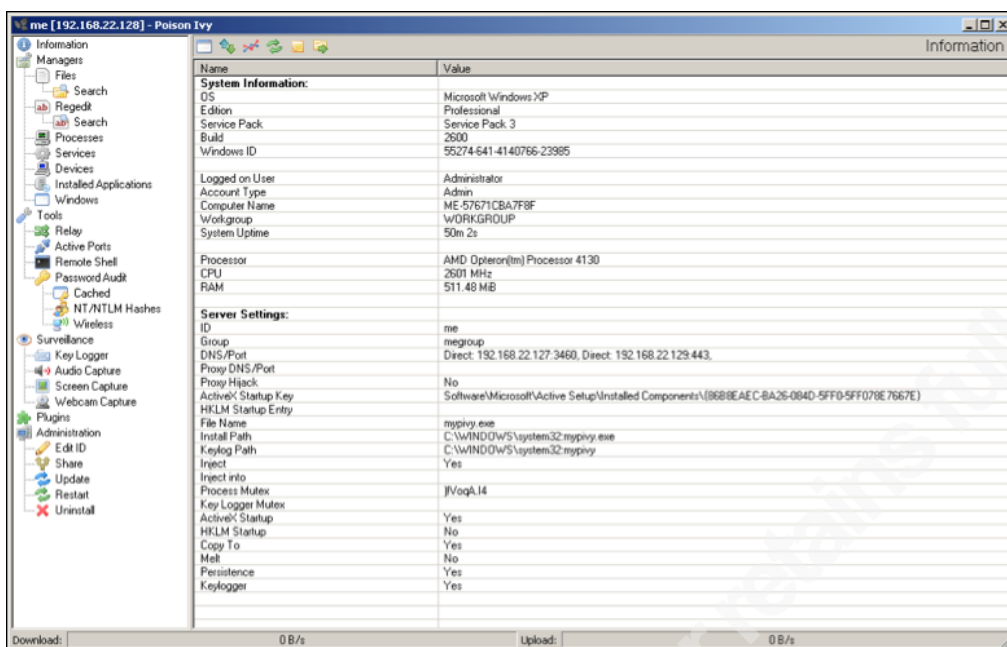 me [192.168.22.128] - Poison Ivy
Information
Managers
Files
Search
Regedit
Search
Processes
Services
Devices
Installed Applications
Windows
Tools
Relay
Active Ports
Remote Shell
Password Audit
Cached
NT/NTLM Hashes
Wireless
Surveillance
Key Logger
Audio Capture
Screen Capture
Webcam Capture
Plugins
Administration
Edit ID
Share
Update
Restart
Uninstall
Information
Name Value
System Information:
OS Microsoft Windows XP
Edition Professional
Service Pack Service Pack 3
Build 2600
Windows ID 55274-641-4140766-23985
Logged on User Administrator
Account Type Admin
Computer Name ME-57671CBA7F8F
Workgroup WORKGROUP
System Uptime 50m 2s
Processor AMD Opteron(tm) Processor 4130
CPU 2601 MHz
RAM 511.48 MiB
Server Settings:
ID me
Group megroup
DNS/Port Direct: 192.168.22.127:3460, Direct: 192.168.22.129:443,
Proxy DNS/Port
Proxy Hijack No
ActiveX Startup Key Software\Microsoft\Active Setup\Installed Components\{86B8EAEC-BA26-084D-5FF0-5FF078E7667E}
HKLM Startup Entry
File Name mypivy.exe
Install Path C:\WINDOWS\system32:mypivy.exe
Keylog Path C:\WINDOWS\system32:mypivy
Inject Yes
Inject into
Process Mutex )!VoqA.I4
Key Logger Mutex
ActiveX Startup Yes
HKLM Startup No
Copy To Yes
Melt No
Persistence Yes
Keylogger Yes
retains full
Download: 0 B/s Upload: 0 B/s